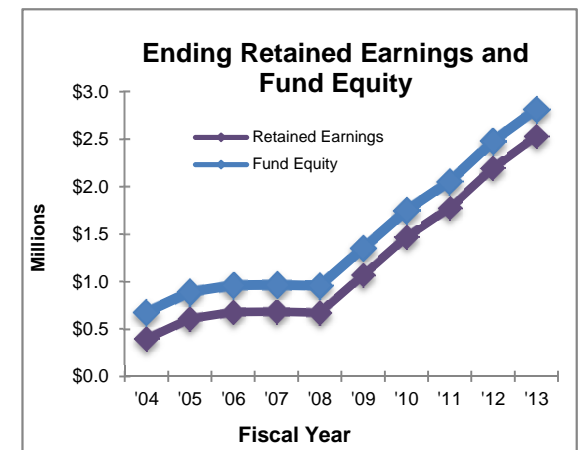 Ending Retained Earnings and
Fund Equity
$3.0
$2.5
$2.0
$1.5
$1.0
$0.5
$0.0
Millions
Retained Earnings
Fund Equity
'04 '05 '06 '07 '08 '09 '10 '11 '12 '13
Fiscal Year